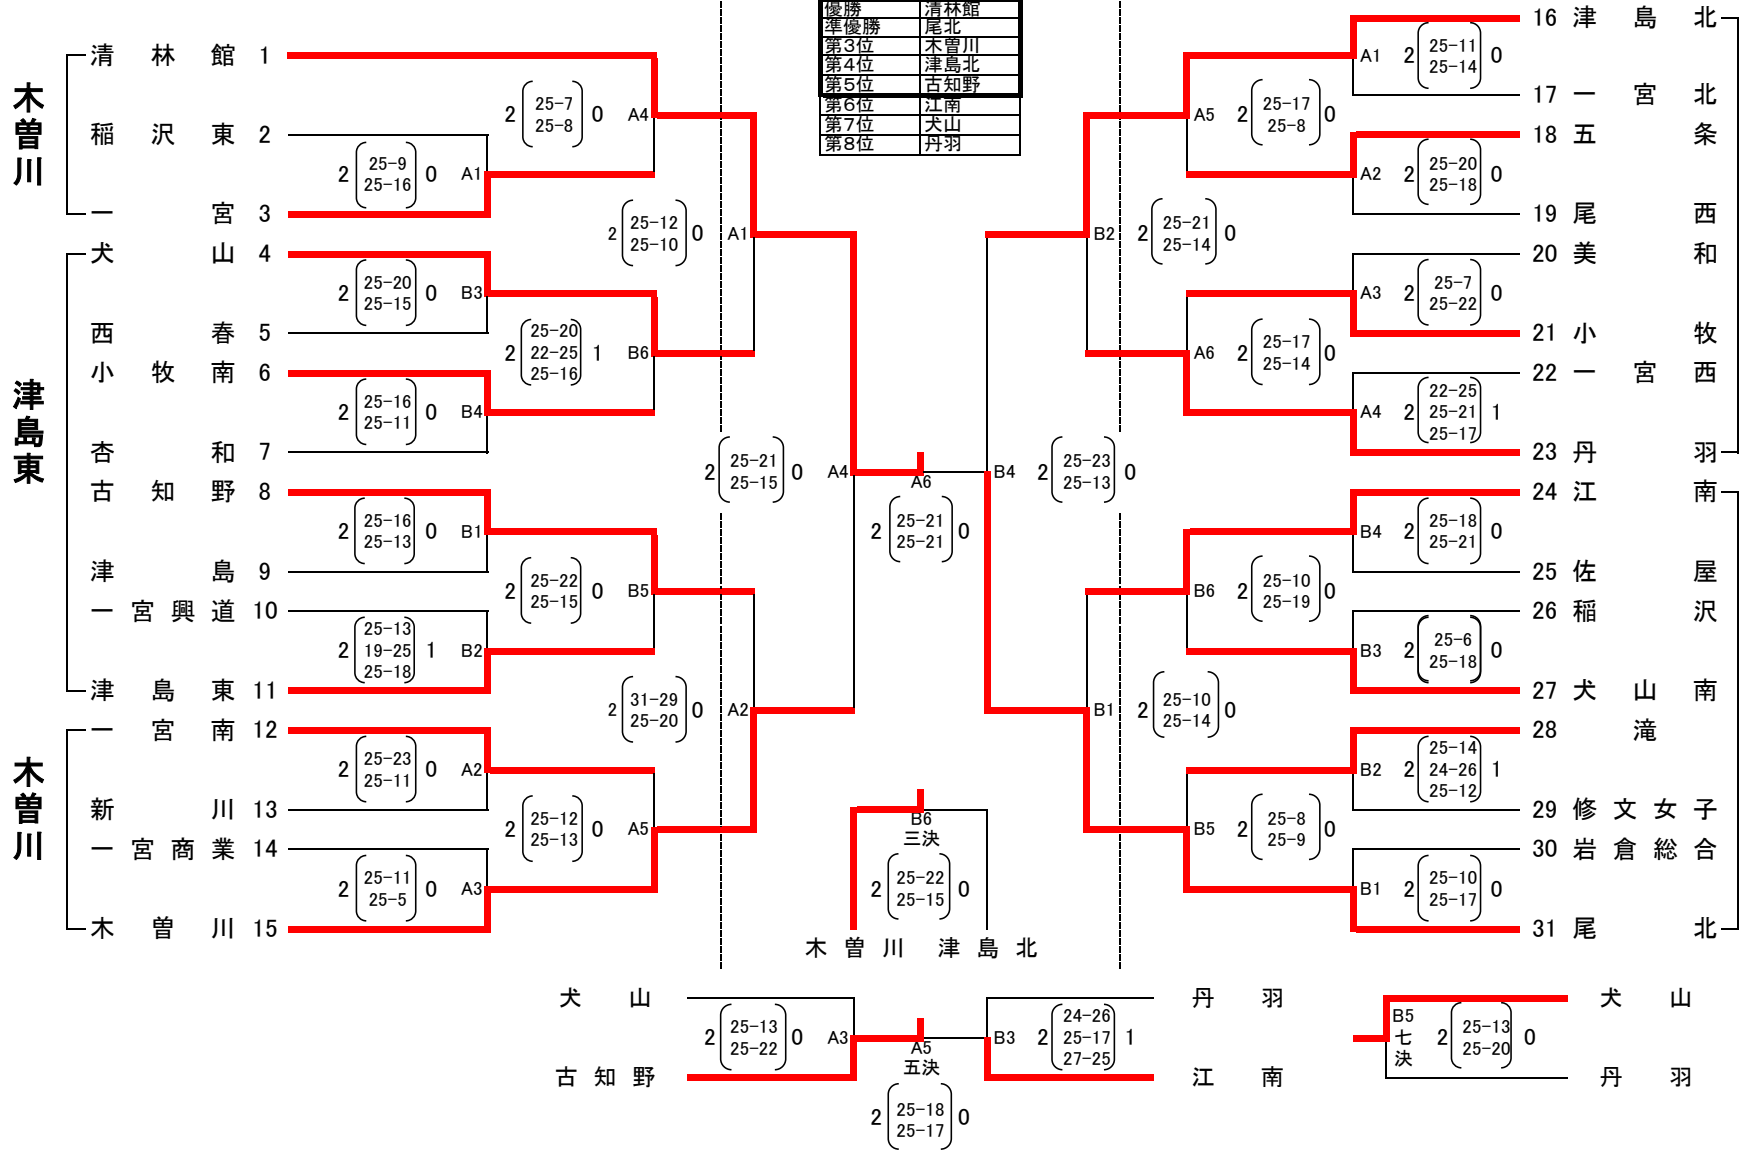 優勝 清林館
準優勝 尾北
第3位 木曽川
第4位 津島北
第5位 古知野
第6位 江南
第7位 犬山
第8位 丹羽
木曽川
津島東
木曽川
清林館 1
稲沢東 2
一宮 3
犬山 4
西春 5
小牧南 6
杏和 7
古知野 8
津島 9
一宮興道 10
津島東 11
一宮南 12
新川 13
一宮商業 14
木曽川 15
2 25-9 0 A1
25-16
2 25-20 0 B3
25-15
2 25-16 0 B4
25-11
2 25-16 0 B1
25-13
25-13
2 19-25 1 B2
25-18
2 25-23 0 A2
25-11
2 25-11 0 A3
25-5
2 25-7 0 A4
25-8
25-20
2 22-25 1 B6
25-16
2 25-22 0 B5
25-15
2 25-12 0 A5
25-13
2 25-12 0 A1
25-10
2 31-29 0 A2
25-20
2 25-21 0 A4
25-15
A6
2 25-21 0
25-21
B4 2 25-23 0
25-13
B2 2 25-21 0
25-14
B1 2 25-10 0
25-14
A5 2 25-17 0
25-8
A6 2 25-17 0
25-14
B6 2 25-10 0
25-19
B5 2 25-8 0
25-9
A1 2 25-11 0
25-14
A2 2 25-20 0
25-18
A3 2 25-7 0
25-22
22-25
A4 2 25-21 1
25-17
B4 2 25-18 0
25-21
B3 2 25-6 0
25-18
25-14
B2 2 24-26 1
25-12
B1 2 25-10 0
25-17
16 津島北
17 一宮北
18 五条
19 尾西
20 美和
21 小牧
22 一宮西
23 丹羽
24 江南
25 佐屋
26 稲沢
27 犬山南
28 滝
29 修文女子
30 岩倉総合
31 尾北
B6
三決
2 25-22 0
25-15
木曽川 津島北
犬山
古知野
2 25-13 0 A3
25-22
A5
五決
2 25-18 0
25-17
24-26
B3 2 25-17 1
27-25
丹羽
江南
B5
七
決
2 25-13 0
25-20
犬山
丹羽